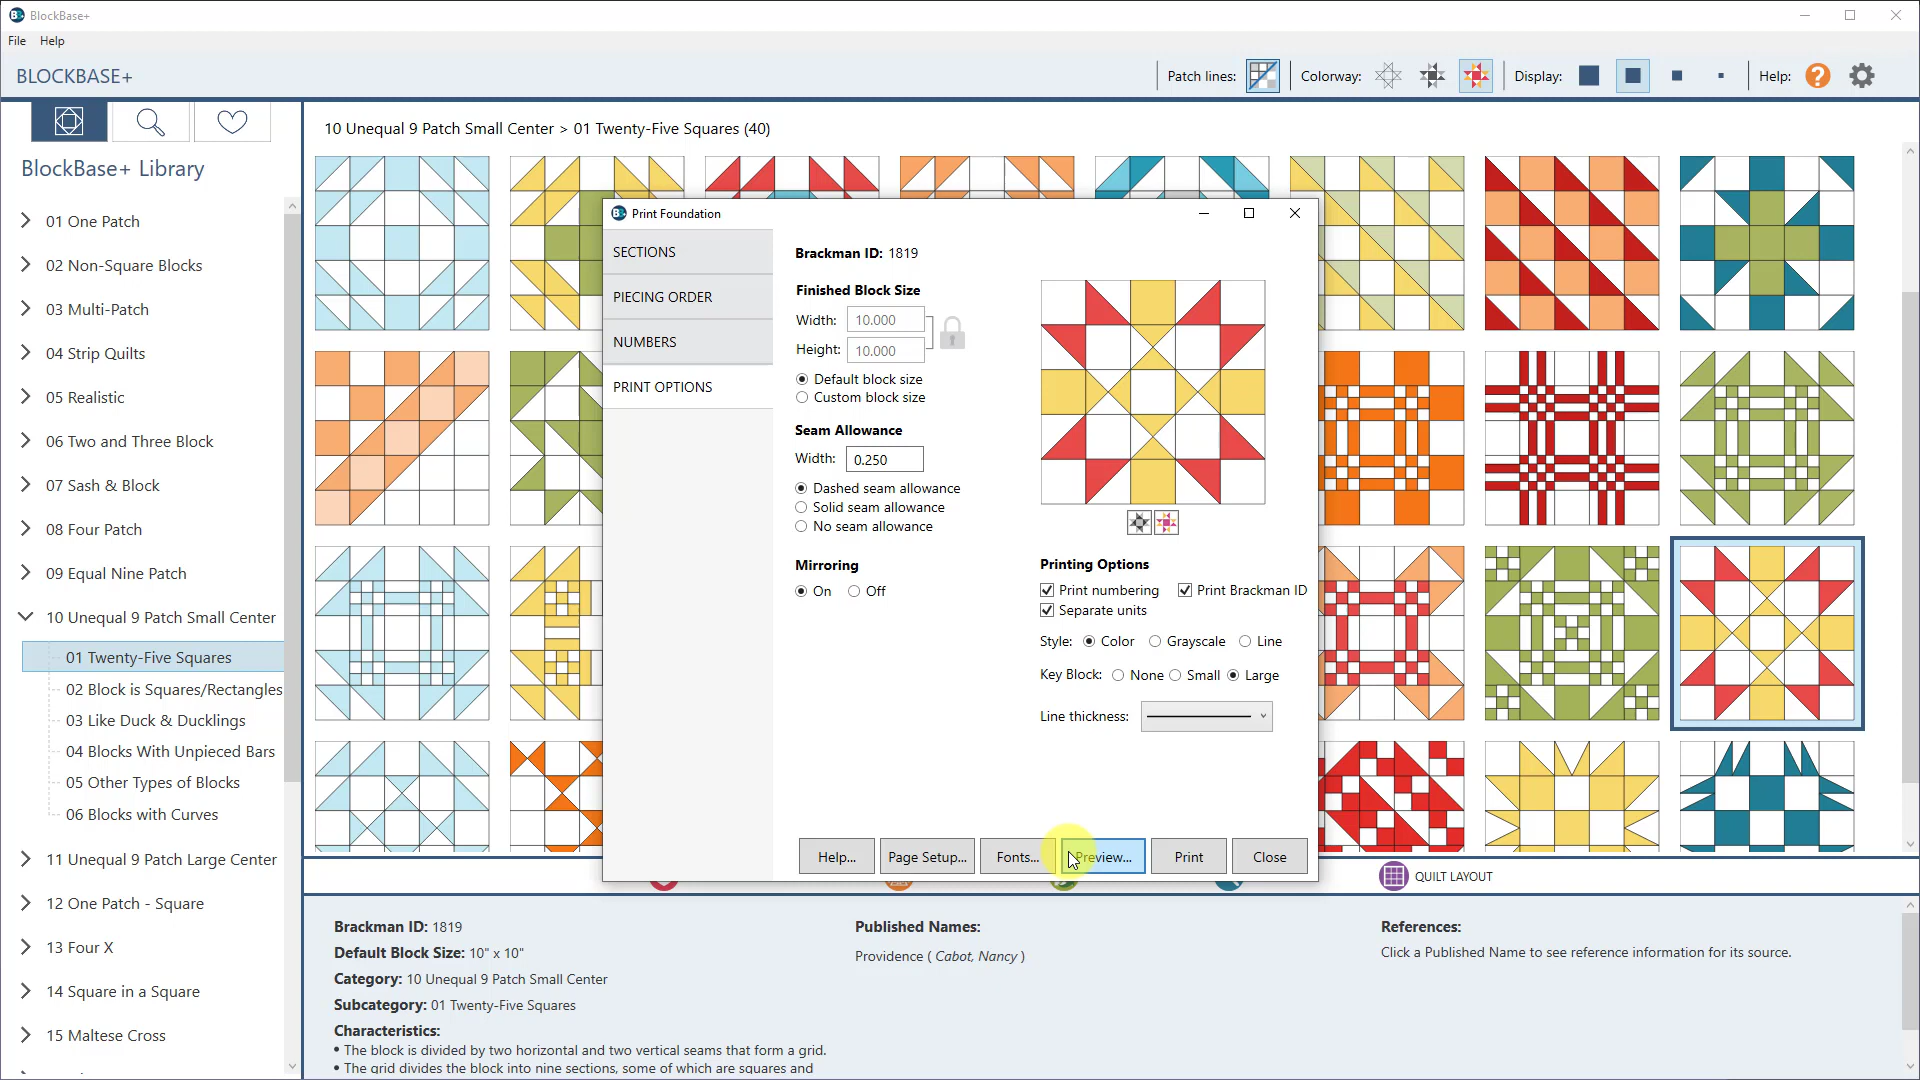 BlockBase+
File Help
BLOCKBASE+
Patch lines: Colorway: Display: Help:
BlockBase+ Library
01 One Patch
02 Non-Square Blocks
03 Multi-Patch
04 Strip Quilts
05 Realistic
06 Two and Three Block
07 Sash & Block
08 Four Patch
09 Equal Nine Patch
10 Unequal 9 Patch Small Center
01 Twenty-Five Squares
02 Block is Squares/Rectangles
03 Like Duck & Ducklings
04 Blocks With Unpieced Bars
05 Other Types of Blocks
06 Blocks with Curves
11 Unequal 9 Patch Large Center
12 One Patch - Square
13 Four X
14 Square in a Square
15 Maltese Cross
10 Unequal 9 Patch Small Center > 01 Twenty-Five Squares (40)
Print Foundation
SECTIONS
PIECING ORDER
NUMBERS
PRINT OPTIONS
Brackman ID: 1819
Finished Block Size
Width: 10.000
Height: 10.000
Default block size
Custom block size
Seam Allowance
Width: 0.250
Dashed seam allowance
Solid seam allowance
No seam allowance
Mirroring
On Off
Printing Options
Print numbering Print Brackman ID
Separate units
Style: Color Grayscale Line
Key Block: None Small Large
Line thickness:
Help... Page Setup... Fonts... Preview... Print Close
QUILT LAYOUT
Brackman ID: 1819
Default Block Size: 10" x 10"
Category: 10 Unequal 9 Patch Small Center
Subcategory: 01 Twenty-Five Squares
Characteristics:
• The block is divided by two horizontal and two vertical seams that form a grid.
• The grid divides the block into nine sections, some of which are squares and
Published Names:
Providence ( Cabot, Nancy )
References:
Click a Published Name to see reference information for its source.